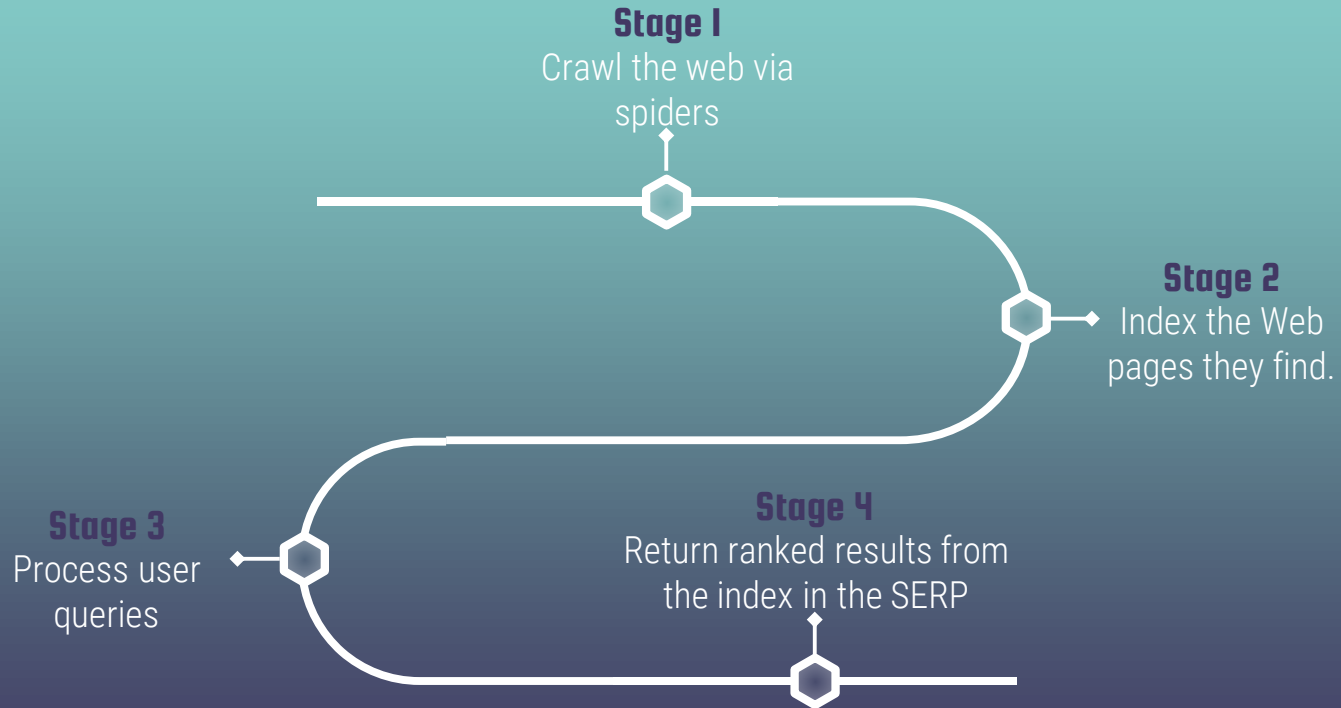 Stage 1
Crawl the web via
spiders
Stage 2
Index the Web
pages they find.
Stage 3
Process user
queries
Stage 4
Return ranked results from
the index in the SERP